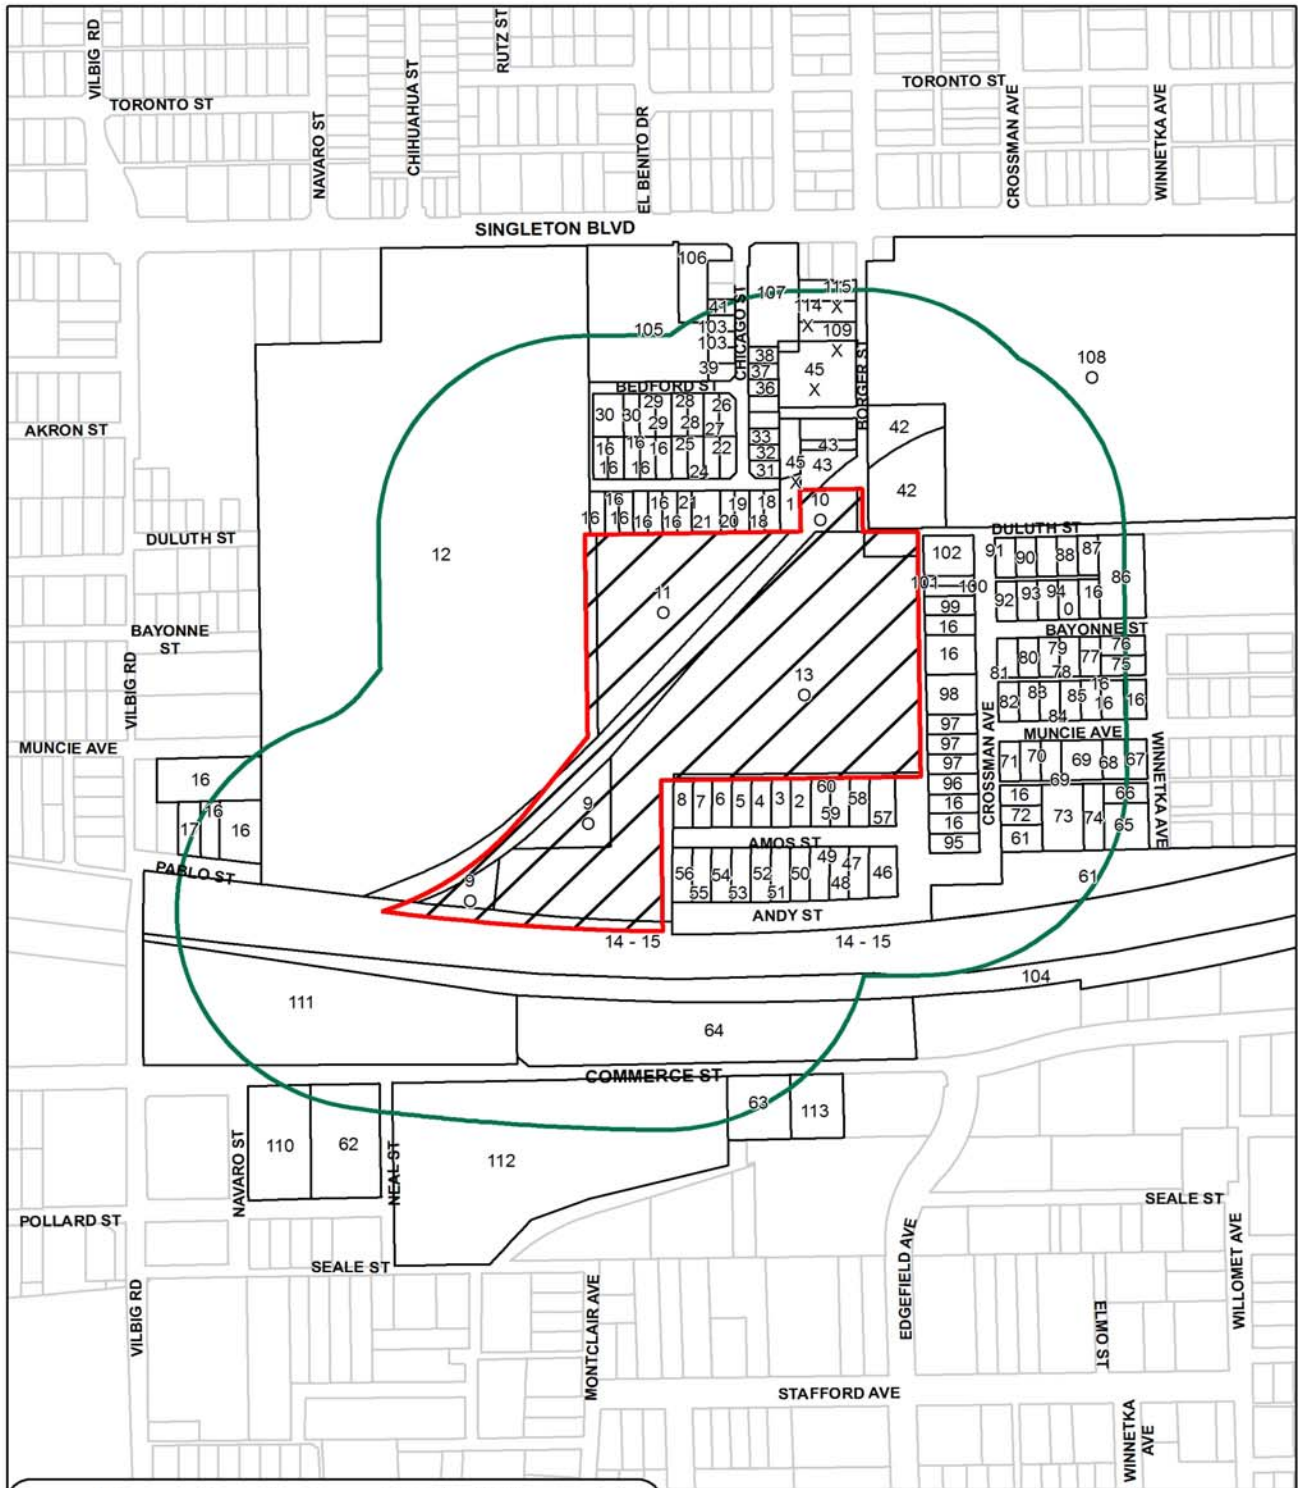 VILBIG RD
RUTZ ST
TORONTO ST
NAVARO ST
CHIHUAHUA ST
EL BENITO DR
TORONTO ST
CROSSMAN AVE
WINNETKA AVE
SINGLETON BLVD
106
107
115
114 X
X
41
105
103
109
103
X
CHICAGO ST
38
39
37
45
BORGER ST
108
O
36
X
BEDFORD ST
30 30 29 28 26
29 28 27
33
43
42
AKRON ST
16 16 16 25 22
32
16 16 24
31
45
43
X
42
16 16 21 19 18
1
10
16 16 16 16 21 20 18
O
DULUTH ST
DULUTH ST
12
102
91 90 88 87
86
101 100
11
O
99
92 93 94 16
O
16
BAYONNE ST
BAYONNE ST
16
81 80 79 77 76
78 75
13
O
98
82 83 85 16 16 16
84
VILBIG RD
97
CROSSMAN AVE
MUNCIE AVE
MUNCIE AVE
97
WINNETKA AVE
97
71 70 69 68 67
69
16
96
8 7 6 5 4 3 2 60 58
59 57
16
66
9
O
16
72 73 74 65
17 16 16
16
61
AMOS ST
95
PABLO ST
56 54 52 50 49 47 46
55 53 51 48
61
9
O
ANDY ST
14 - 15
14 - 15
104
111
64
COMMERCE ST
63
113
NAVARO ST
110
62
NEAL ST
112
SEALE ST
POLLARD ST
SEALE ST
EDGEFIELD AVE
WILLOMET AVE
VILBIG RD
MONTCLAIR AVE
ELMO ST
STAFFORD AVE
WINNETKA
AVE